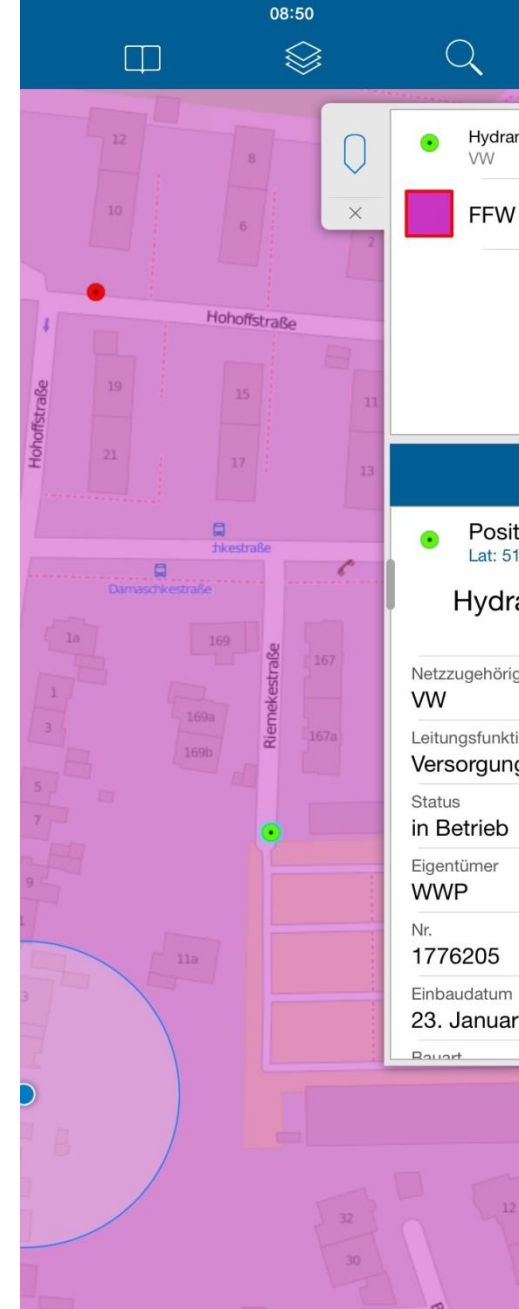 08:50
12
8
10
6
2
Hohoffstraße
Hohoffstraße
19
15
11
21
17
13
hkestraße
Damaschkestraße
1a
169
167
Riemekestraße
1
3
169a
169b
167a
5
7
9
11a
3
32
30
12
Hydran
VW
FFW
Posit
Lat: 51
Hydra
Netzzugehörig
VW
Leitungsfunkti
Versorgung
Status
in Betrieb
Eigentümer
WWP
Nr.
1776205
Einbaudatum
23. Januar
Bauart